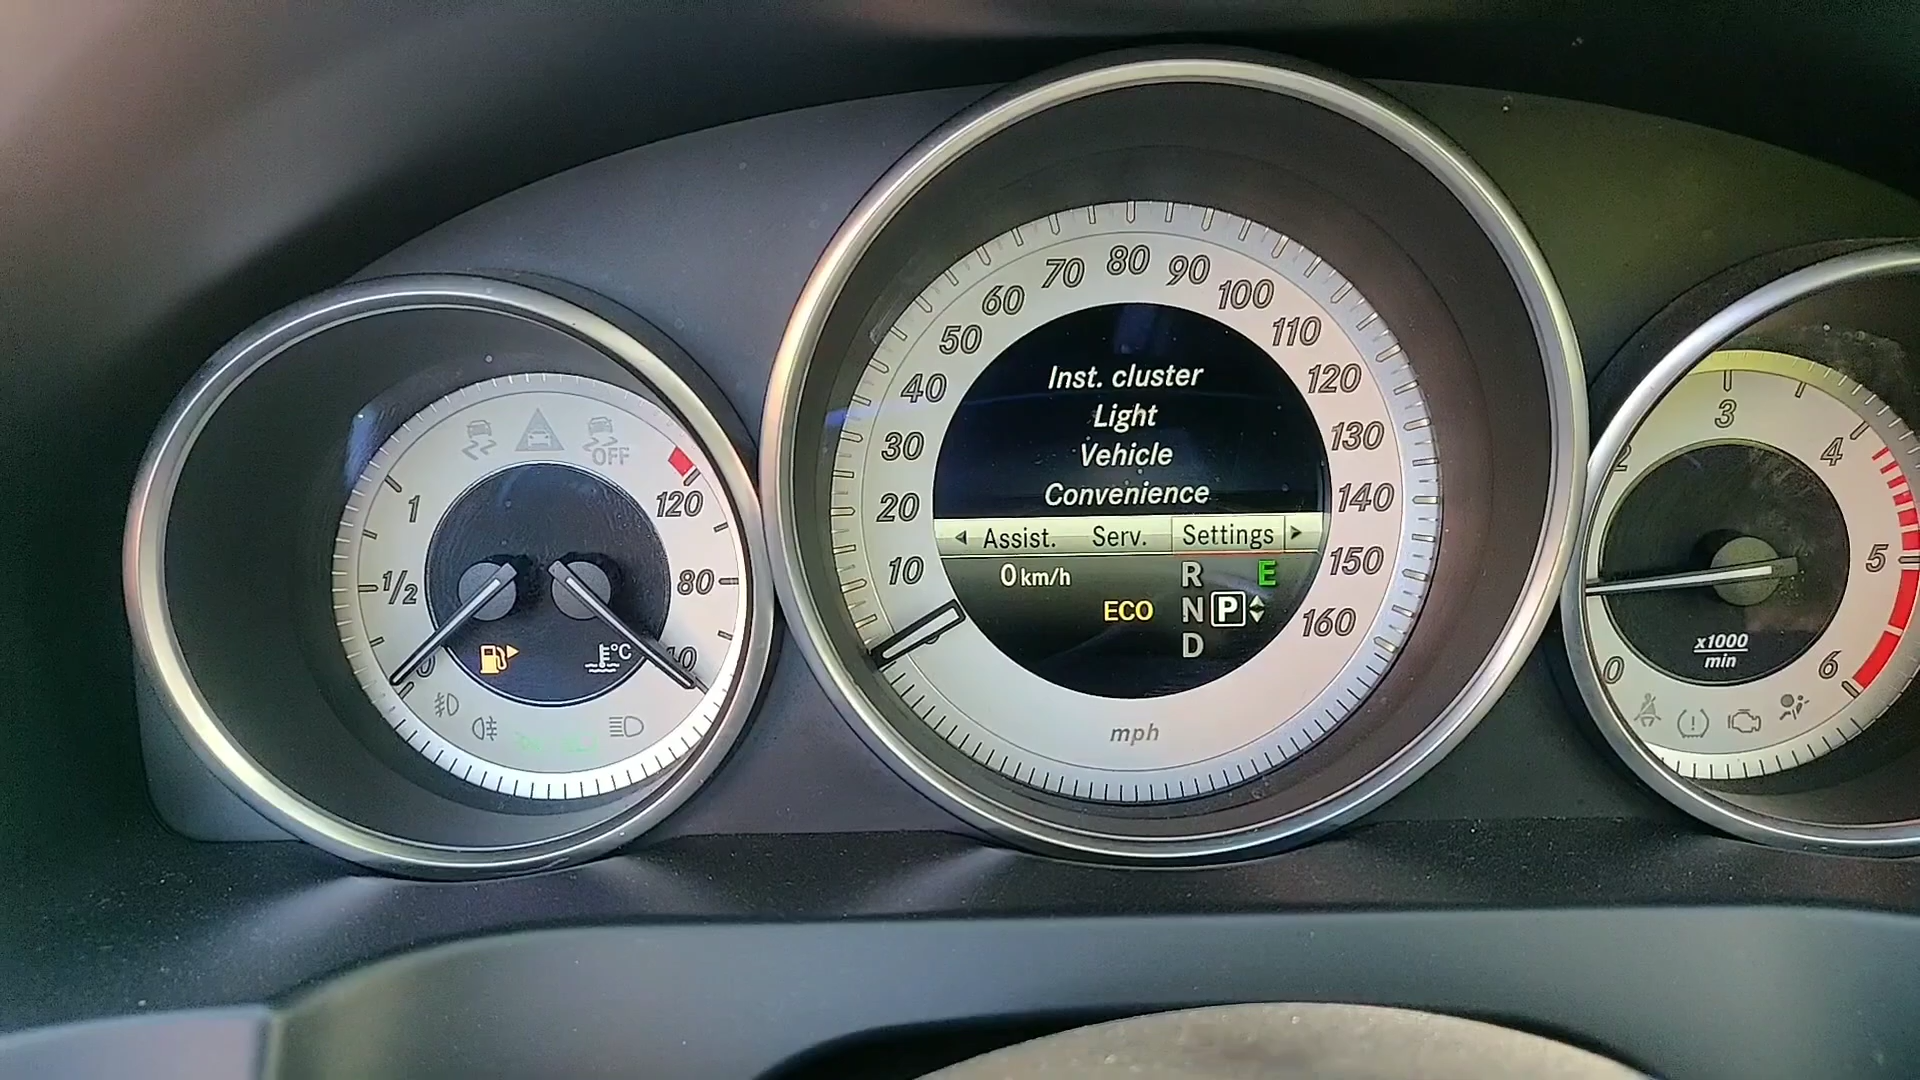 OFF
1
1/2
0
120
80
40
°C
10
20
30
40
50
60
70
80
90
100
110
120
130
140
150
160
mph
Inst. cluster
Light
Vehicle
Convenience
Assist. Serv. Settings
0 km/h
R E
ECO N P
D
0
2
3
4
5
6
x1000
min